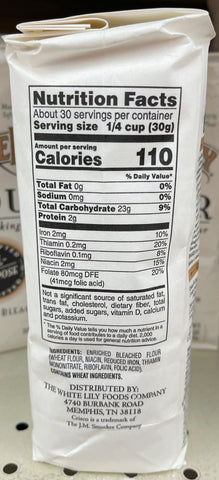 Nutrition Facts
About 30 servings per container
Serving size 1/4 cup (30g)
Amount per serving
Calories 110
% Daily Value*
Total Fat 0g 0%
Sodium 0mg 0%
Total Carbohydrate 23g 9%
Protein 2g
Iron 2mg 10%
Thiamin 0.2mg 20%
Riboflavin 0.1mg 8%
Niacin 2mg 15%
Folate 80mcg DFE 20%
(41mcg folic acid)
Not a significant source of saturated fat,
trans fat, cholesterol, dietary fiber, total
sugars, added sugars, vitamin D, calcium
and potassium.
* The % Daily Value tells you how much a nutrient in a
serving of food contributes to a daily diet. 2,000
calories a day is used for general nutrition advice.
INGREDIENTS: ENRICHED BLEACHED FLOUR
(WHEAT FLOUR, NIACIN, REDUCED IRON, THIAMIN
MONONITRATE, RIBOFLAVIN, FOLIC ACID).
CONTAINS WHEAT INGREDIENTS.
DISTRIBUTED BY:
THE WHITE LILY FOODS COMPANY
4740 BURBANK ROAD
MEMPHIS, TN 38118
Crisco is a trademark of
The J.M. Smucker Company